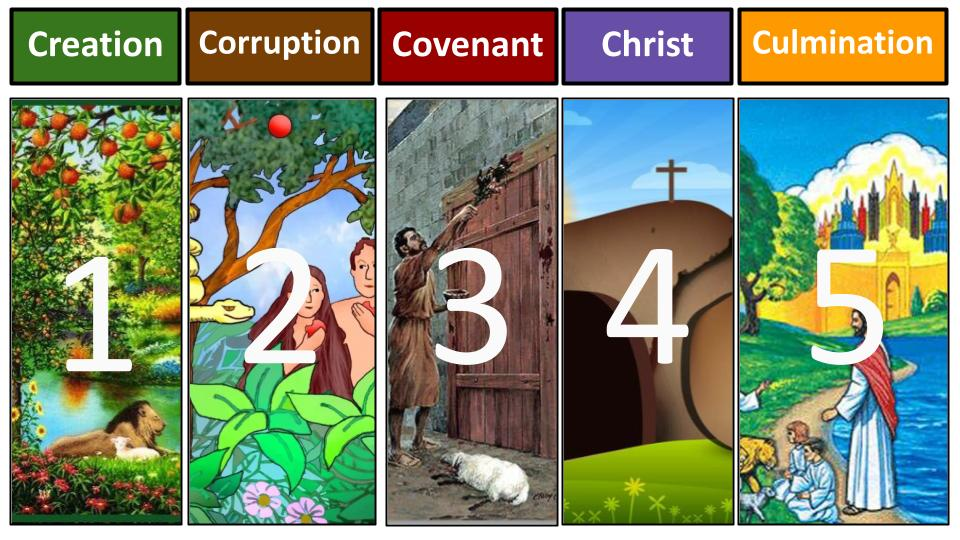 Creation
Corruption
Covenant
Christ
Culmination
1
2
3
4
5